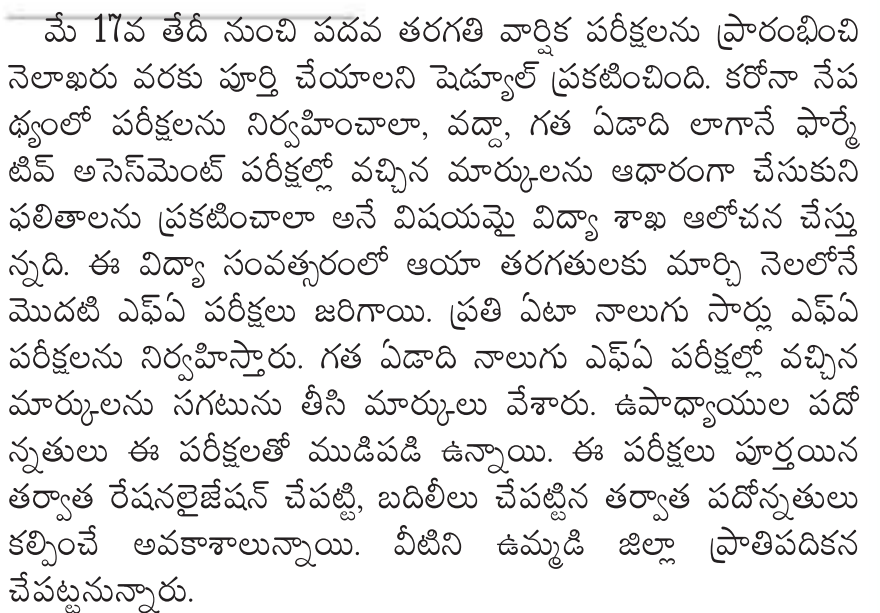 మే 17వ తేదీ నుంచి పదవ తరగతి వార్షిక పరీక్షలను ప్రారంభించి
నెలాఖరు వరకు పూర్తి చేయాలని షెడ్యూల్ ప్రకటించింది. కరోనా నేప
థ్యంలో పరీక్షలను నిర్వహించాలా, వద్దా, గత ఏడాది లాగానే ఫార్మే
టివ్ అసెస్‌మెంట్ పరీక్షల్లో వచ్చిన మార్కులను ఆధారంగా చేసుకుని
ఫలితాలను ప్రకటించాలా అనే విషయమై విద్యా శాఖ ఆలోచన చేస్తు
న్నది. ఈ విద్యా సంవత్సరంలో ఆయా తరగతులకు మార్చి నెలలోనే
మొదటి ఎఫ్ఏ పరీక్షలు జరిగాయి. ప్రతి ఏటా నాలుగు సార్లు ఎఫ్ఏ
పరీక్షలను నిర్వహిస్తారు. గత ఏడాది నాలుగు ఎఫ్ఏ పరీక్షల్లో వచ్చిన
మార్కులను సగటును తీసి మార్కులు వేశారు. ఉపాధ్యాయుల పదో
న్నతులు ఈ పరీక్షలతో ముడిపడి ఉన్నాయి. ఈ పరీక్షలు పూర్తయిన
తర్వాత రేషనలైజేషన్ చేపట్టి, బదిలీలు చేపట్టిన తర్వాత పదోన్నతులు
కల్పించే అవకాశాలున్నాయి. వీటిని ఉమ్మడి జిల్లా ప్రాతిపదికన
చేపట్టనున్నారు.